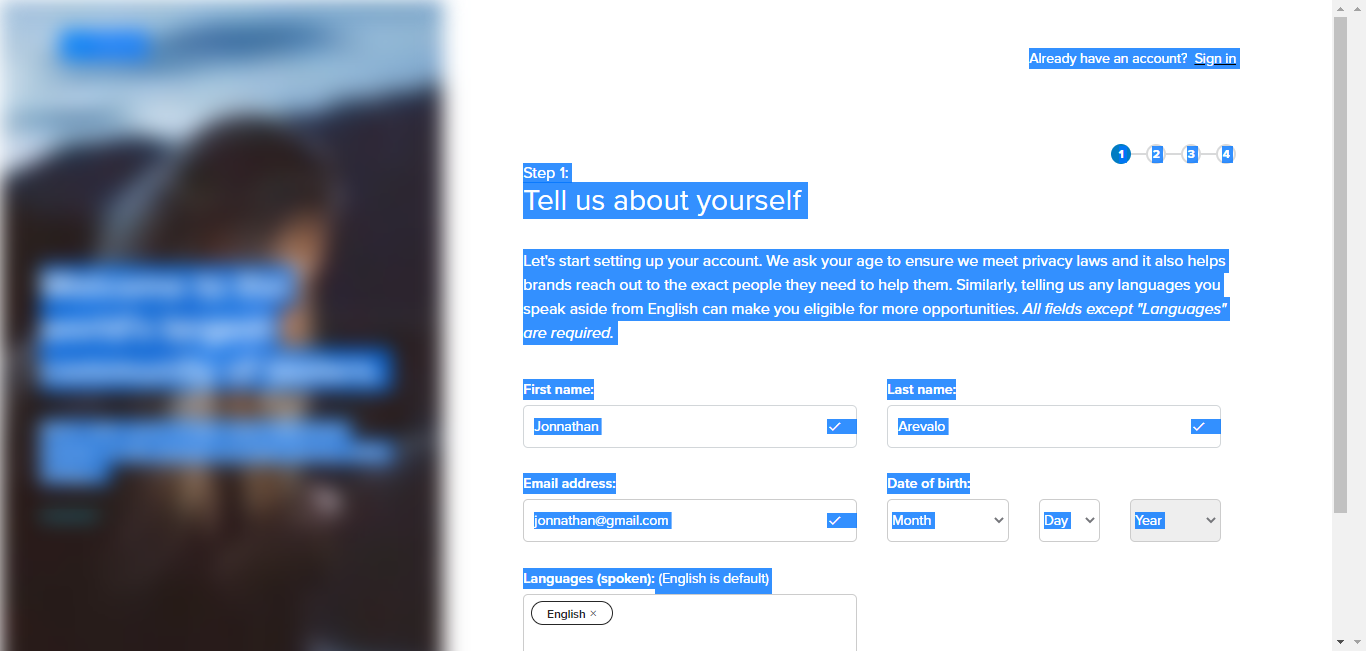 Already have an account? Sign in
1 2 3 4
Step 1:
Tell us about yourself
Let's start setting up your account. We ask your age to ensure we meet privacy laws and it also helps
brands reach out to the exact people they need to help them. Similarly, telling us any languages you
speak aside from English can make you eligible for more opportunities. All fields except "Languages"
are required.
First name:
Last name:
Jonnathan
Arevalo
Email address:
Date of birth:
jonnathan@gmail.com
Month
Day
Year
Languages (spoken): (English is default)
English ×